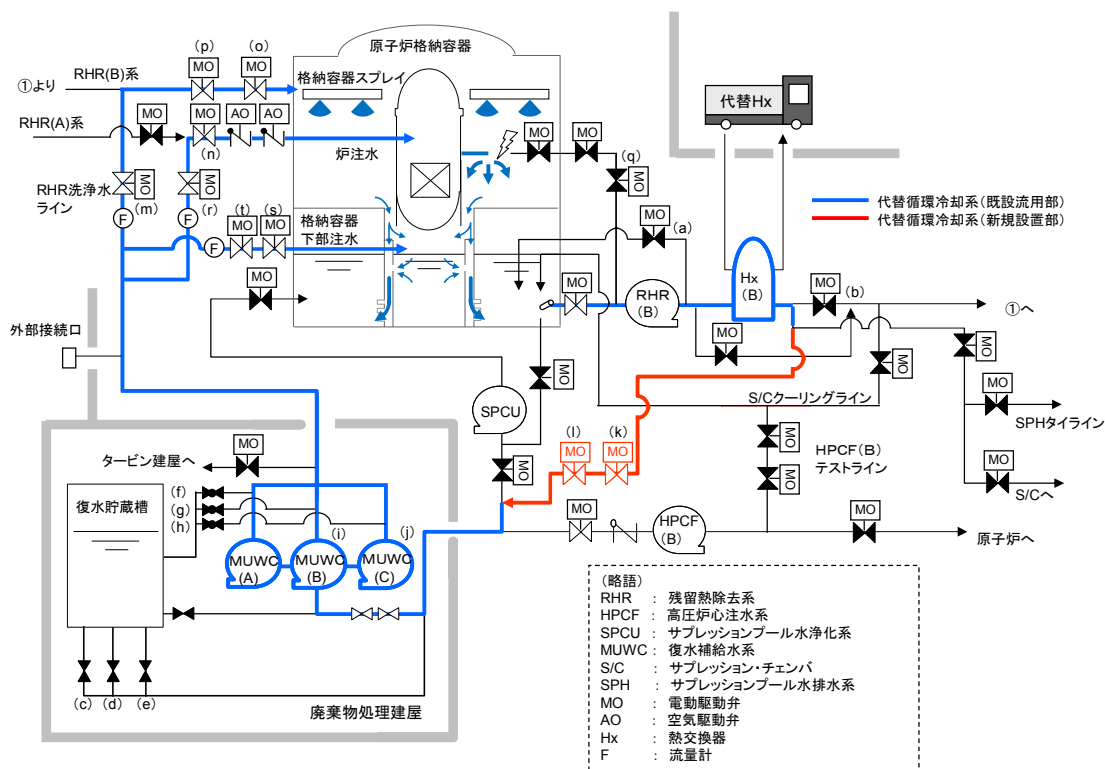 (p)
(o)
MO
MO
原子炉格納容器
RHR(B)系
①より
格納容器スプレイ
代替Hx
RHR(A)系
MO
MO
AO
AO
MO
MO
(n)
炉注水
(q)
MO
RHR洗浄水
ライン
MO
(m)
MO
(r)
F
F
代替循環冷却系(既設流用部)
代替循環冷却系(新規設置部)
(t)
(s)
MO
MO
格納容器
下部注水
F
(a)
MO
MO
MO
RHR
(B)
Hx
(B)
MO
(b)
①へ
外部接続口
MO
MO
MO
MO
SPCU
S/Cクーリングライン
MO
SPHタイライン
MO
HPCF(B)
テストライン
MO
MO
S/Cへ
(l)
(k)
MO
MO
MO
MO
タービン建屋へ
復水貯蔵槽
(f)
(g)
(h)
(i)
(j)
MUWC
(A)
MUWC
(B)
MUWC
(C)
MO
HPCF
(B)
MO
原子炉へ
(c)
(d)
(e)
廃棄物処理建屋
(略語)
RHR : 残留熱除去系
HPCF : 高圧炉心注水系
SPCU : サプレッションプール水浄化系
MUWC : 復水補給水系
S/C : サプレッション・チェンバ
SPH : サプレッションプール水排水系
MO : 電動駆動弁
AO : 空気駆動弁
Hx : 熱交換器
F : 流量計